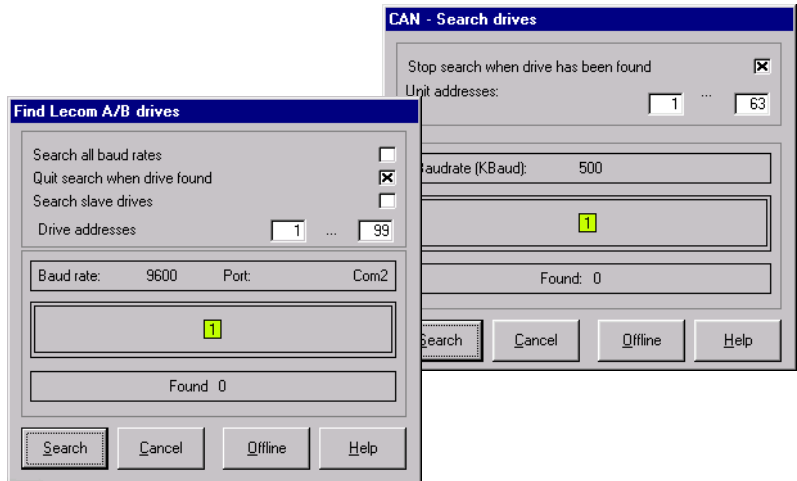 CAN - Search drives
Stop search when drive has been found
Unit addresses:
1 ... 63
audrate (KBaud): 500
1
Found: 0
Search Cancel Offline Help
Find Lecom A/B drives
Search all baud rates
Quit search when drive found
Search slave drives
Drive addresses 1 ... 99
Baud rate: 9600 Port: Com2
1
Found 0
Search Cancel Offline Help